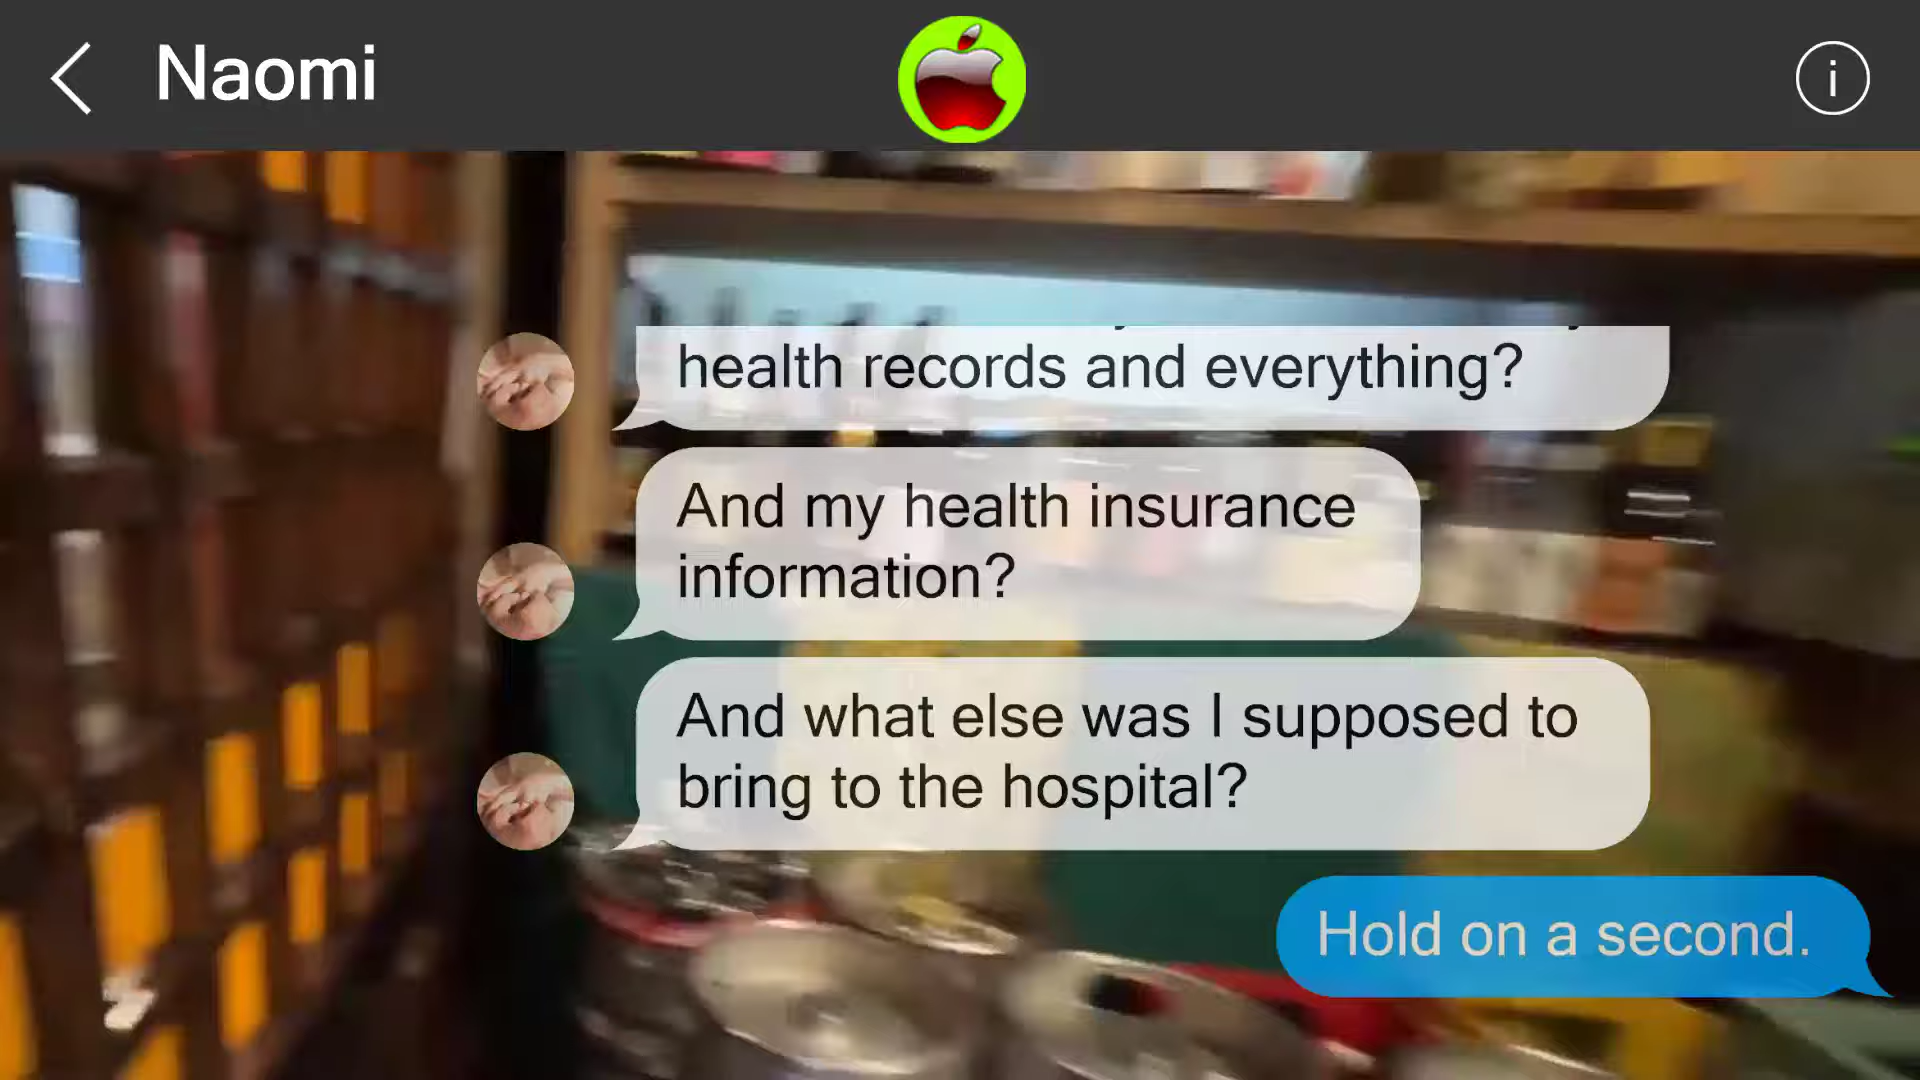 Naomi
health records and everything?
And my health insurance
information?
And what else was I supposed to
bring to the hospital?
Hold on a second.